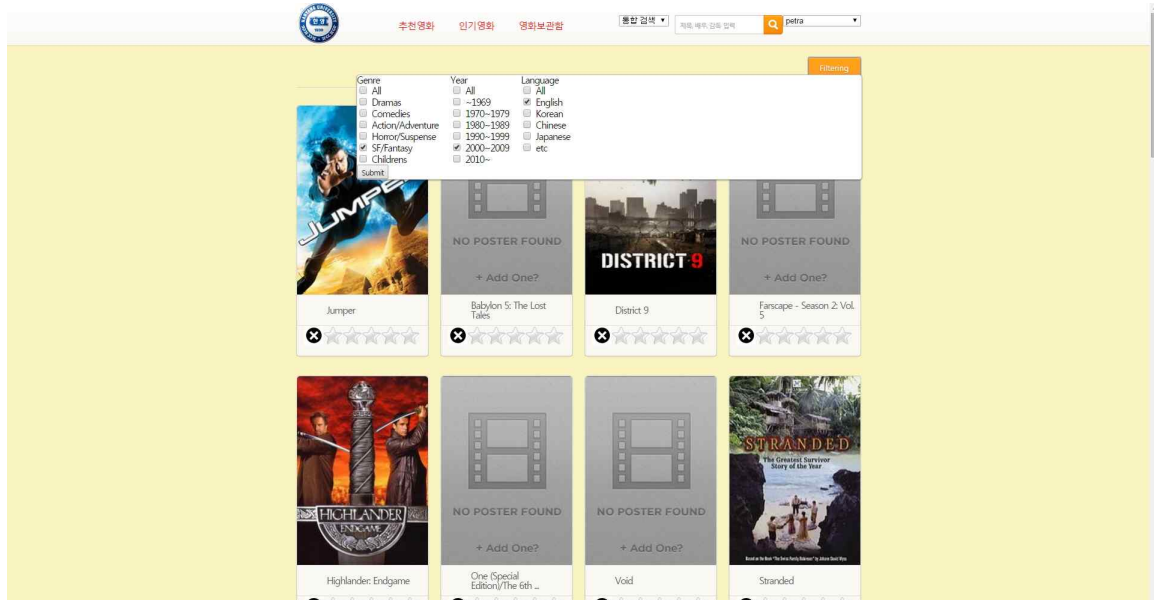 추천영화 인기영화 영화보관함 통합 검색 petra
Filtering
Genre Year Language
All All All
Dramas ~1969 English
Comedies 1970~1979 Korean
Action/Adventure 1980~1989 Chinese
Horror/Suspense 1990~1999 Japanese
SF/Fantasy 2000~2009 etc
Childrens 2010~
Submit
JUMPER
NO POSTER FOUND
+ Add One?
DISTRICT 9
NO POSTER FOUND
+ Add One?
Jumper
Babylon 5: The Lost
Tales
District 9
Farscape - Season 2: Vol.
5
HIGHLANDER
ENDGAME
NO POSTER FOUND
+ Add One?
NO POSTER FOUND
+ Add One?
STRANDED
The Greatest Survivor
Story of the Year
Highlander: Endgame
One (Special
Edition)/The 6th ...
Void
Stranded